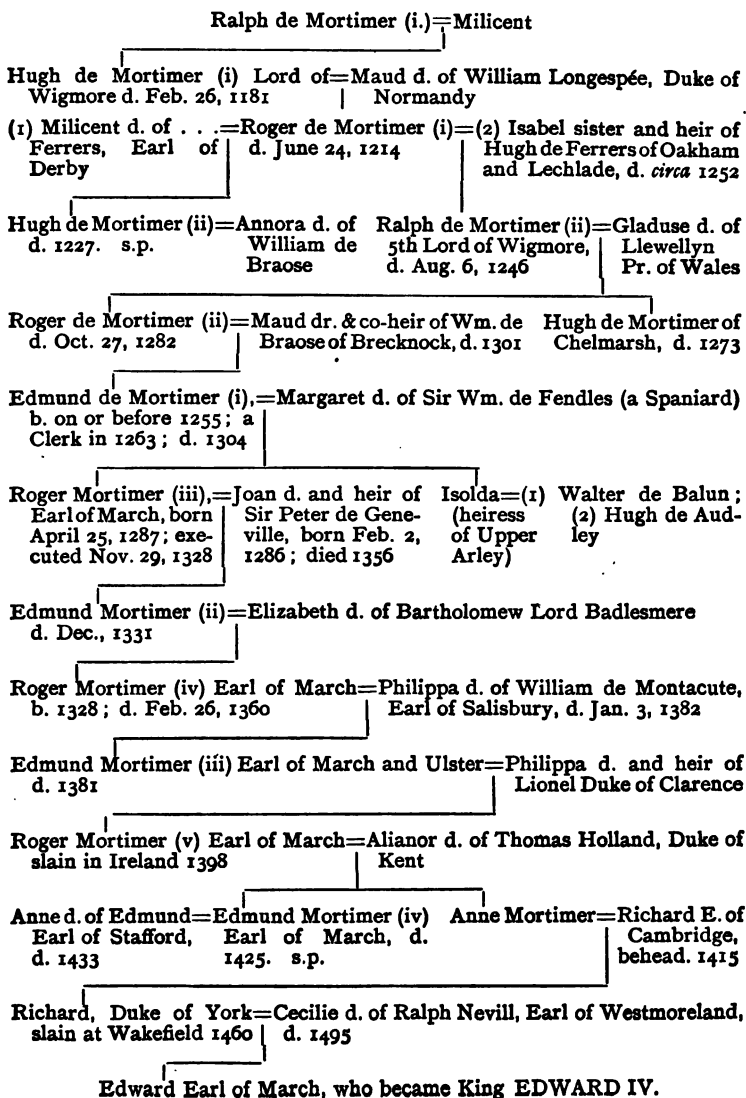 Ralph de Mortimer (i.)=Milicent
Hugh de Mortimer (i) Lord of=Maud d. of William Longespée, Duke of
Wigmore d. Feb. 26, 1181 Normandy
(1) Milicent d. of . . .=Roger de Mortimer (i)=(2) Isabel sister and heir of
Ferrers, Earl of d. June 24, 1214 Hugh de Ferrers of Oakham
Derby and Lechlade, d. circa 1252
Hugh de Mortimer (ii)=Annora d. of Ralph de Mortimer (ii)=Gladuse d. of
d. 1227. s.p. William de 5th Lord of Wigmore, Llewellyn
Braose d. Aug. 6, 1246 Pr. of Wales
Roger de Mortimer (ii)=Maud dr. & co-heir of Wm. de Hugh de Mortimer of
d. Oct. 27, 1282 Braose of Brecknock, d. 1301 Chelmarsh, d. 1273
Edmund de Mortimer (i),=Margaret d. of Sir Wm. de Fendles (a Spaniard)
b. on or before 1255; a
Clerk in 1263; d. 1304
Roger Mortimer (iii),=Joan d. and heir of Isolda=(1) Walter de Balun;
Earl of March, born Sir Peter de Gene- (heiress (2) Hugh de Aud-
April 25, 1287; exe- ville, born Feb. 2, of Upper ley
cuted Nov. 29, 1328 1286; died 1356 Arley)
Edmund Mortimer (ii)=Elizabeth d. of Bartholomew Lord Badlesmere
d. Dec., 1331
Roger Mortimer (iv) Earl of March=Philippa d. of William de Montacute,
b. 1328; d. Feb. 26, 1360 Earl of Salisbury, d. Jan. 3, 1382
Edmund Mortimer (iii) Earl of March and Ulster=Philippa d. and heir of
d. 1381 Lionel Duke of Clarence
Roger Mortimer (v) Earl of March=Alianor d. of Thomas Holland, Duke of
slain in Ireland 1398 Kent
Anne d. of Edmund=Edmund Mortimer (iv) Anne Mortimer=Richard E. of
Earl of Stafford, Earl of March, d. Cambridge,
d. 1433 1425. s.p. behead. 1415
Richard, Duke of York=Cecilie d. of Ralph Nevill, Earl of Westmoreland,
slain at Wakefield 1460 d. 1495
Edward Earl of March, who became King EDWARD IV.